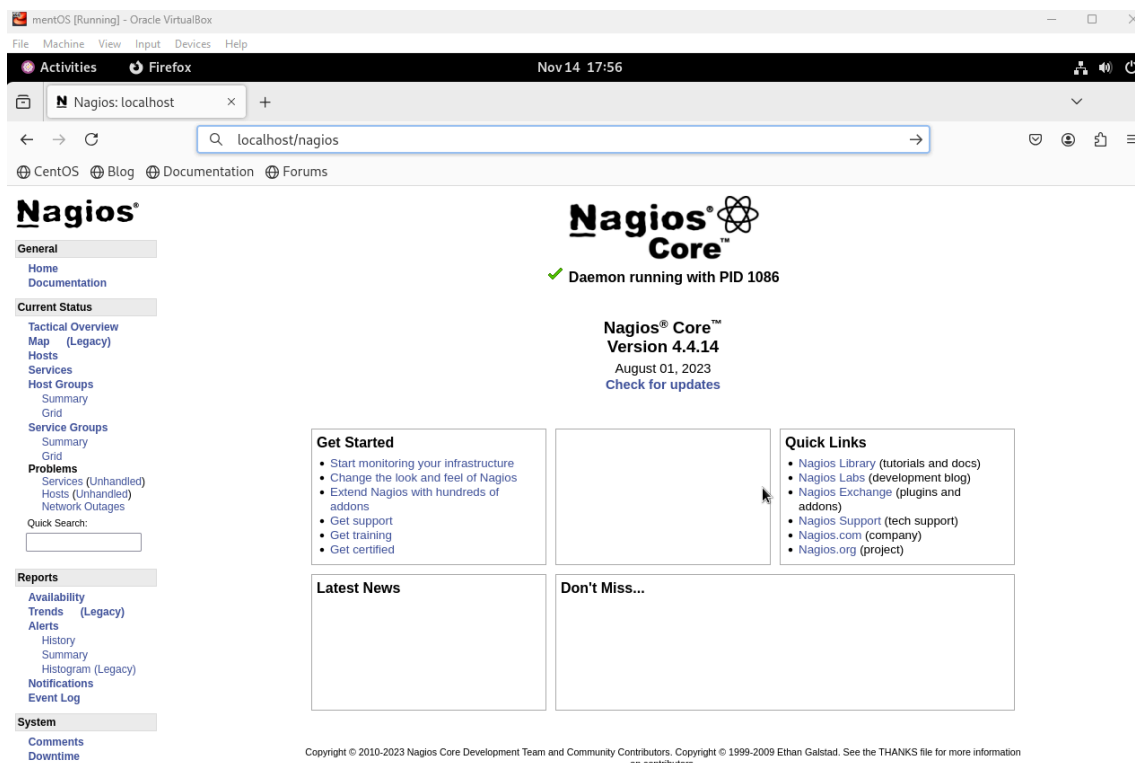 mentOS [Running] - Oracle VirtualBox
File Machine View Input Devices Help
Activities Firefox Nov 14 17:56
Nagios: localhost
localhost/nagios
CentOS Blog Documentation Forums
Nagios®
General
Home
Documentation
Current Status
Tactical Overview
Map (Legacy)
Hosts
Services
Host Groups
Summary
Grid
Service Groups
Summary
Grid
Problems
Services (Unhandled)
Hosts (Unhandled)
Network Outages
Quick Search:
Reports
Availability
Trends (Legacy)
Alerts
History
Summary
Histogram (Legacy)
Notifications
Event Log
System
Comments
Downtime
Nagios®
Core™
Daemon running with PID 1086
Nagios® Core™
Version 4.4.14
August 01, 2023
Check for updates
Get Started
Start monitoring your infrastructure
Change the look and feel of Nagios
Extend Nagios with hundreds of
addons
Get support
Get training
Get certified
Quick Links
Nagios Library (tutorials and docs)
Nagios Labs (development blog)
Nagios Exchange (plugins and
addons)
Nagios Support (tech support)
Nagios.com (company)
Nagios.org (project)
Latest News
Don't Miss...
Copyright © 2010-2023 Nagios Core Development Team and Community Contributors. Copyright © 1999-2009 Ethan Galstad. See the THANKS file for more information
on contributors